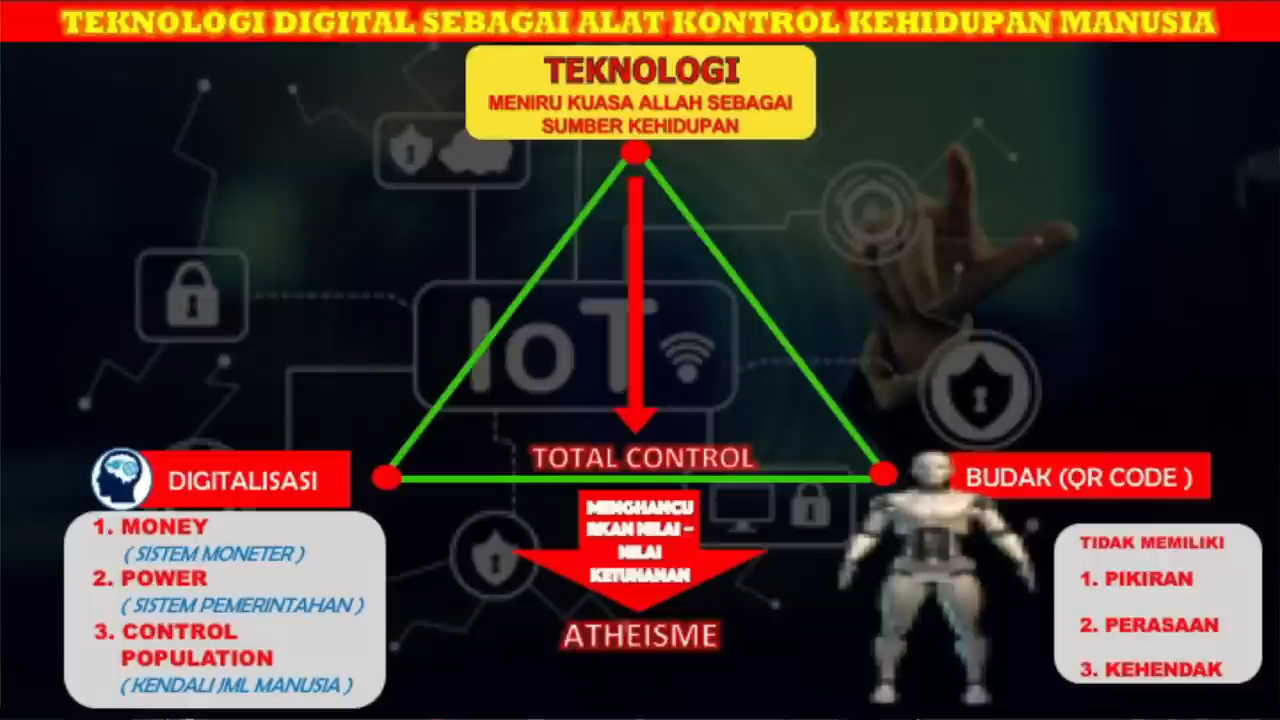 TEKNOLOGI DIGITAL SEBAGAI ALAT KONTROL KEHIDUPAN MANUSIA
TEKNOLOGI
MENIRU KUASA ALLAH SEBAGAI
SUMBER KEHIDUPAN
IoT
TOTAL CONTROL
DIGITALISASI
1. MONEY
( SISTEM MONETER )
2. POWER
( SISTEM PEMERINTAHAN )
3. CONTROL
POPULATION
( KENDALI JML MANUSIA )
MENGHANCU
RKAN NILAI –
NILAI
KETUHANAN
ATHEISME
BUDAK (QR CODE )
TIDAK MEMILIKI
1. PIKIRAN
2. PERASAAN
3. KEHENDAK